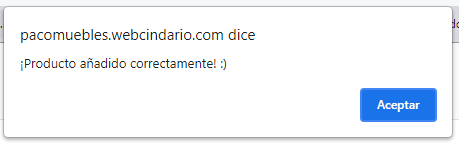 pacomuebles.webcindario.com dice
¡Producto añadido correctamente! :)
Aceptar